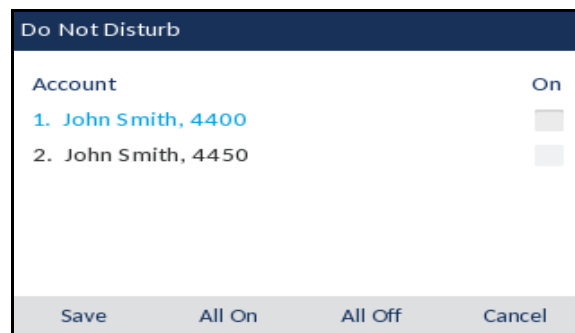 Do Not Disturb
Account On
1. John Smith, 4400
2. John Smith, 4450
Save All On All Off Cancel